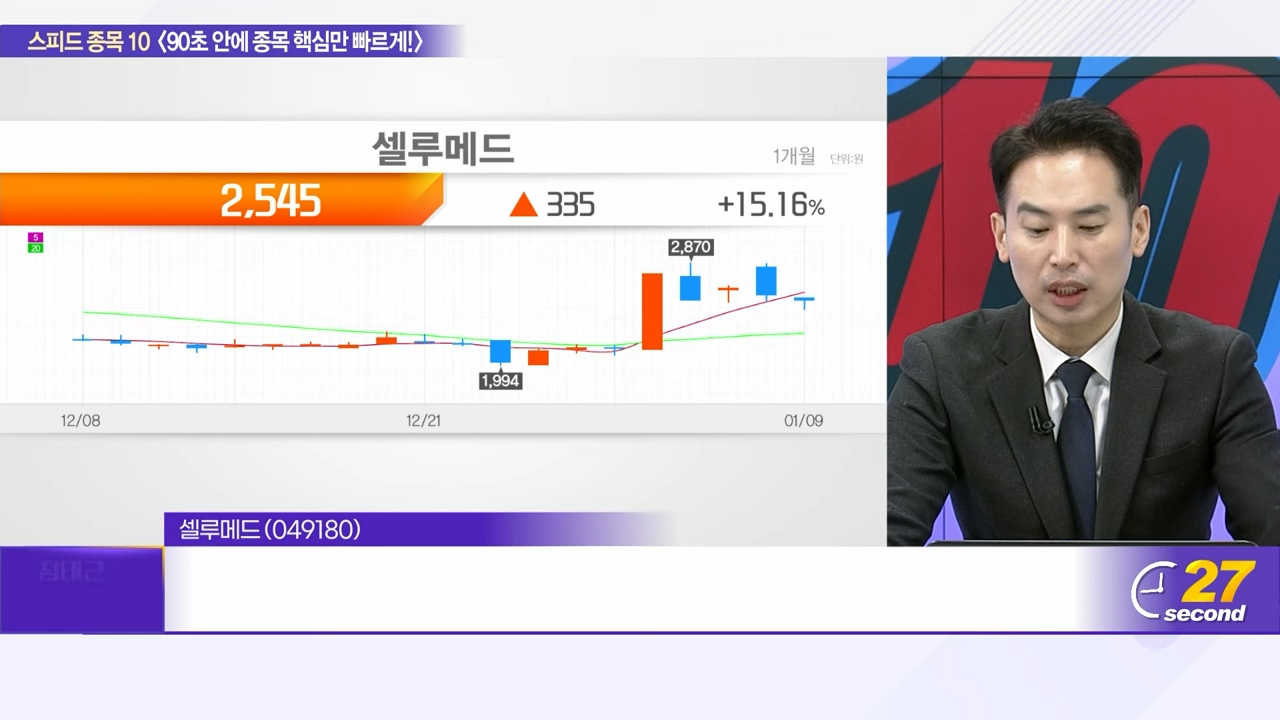 스피드 종목 10 〈90초 안에 종목 핵심만 빠르게!〉
셀루메드
1개월 단위:원
2,545 ▲ 335 +15.16%
5
20
2,870
1,994
12/08 12/21 01/09
셀루메드(049180)
27
second
10